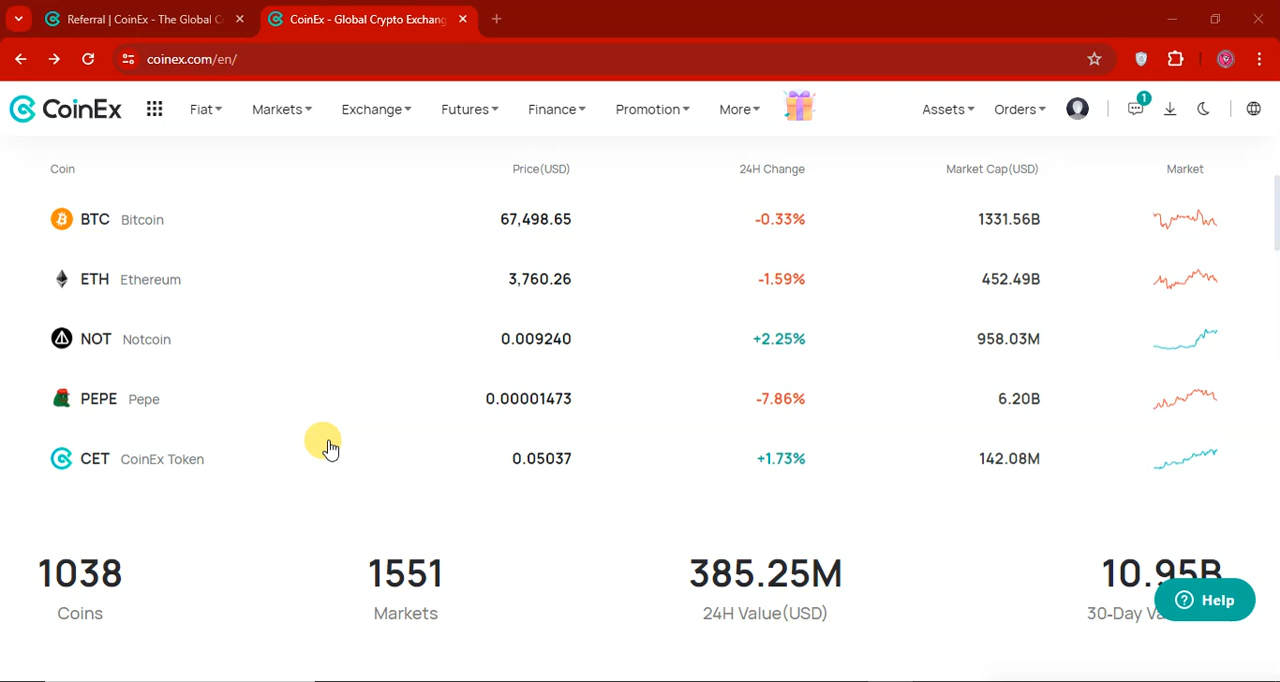 Referral | CoinEx - The Global C
CoinEx - Global Crypto Exchang
coinex.com/en/
CoinEx Fiat Markets Exchange Futures Finance Promotion More Assets Orders 1
Coin Price(USD) 24H Change Market Cap(USD) Market
BTC Bitcoin 67,498.65 -0.33% 1331.56B
ETH Ethereum 3,760.26 -1.59% 452.49B
NOT Notcoin 0.009240 +2.25% 958.03M
PEPE Pepe 0.00001473 -7.86% 6.20B
CET CoinEx Token 0.05037 +1.73% 142.08M
1038 1551 385.25M 10.95B
Coins Markets 24H Value(USD) 30-Day Va
Help